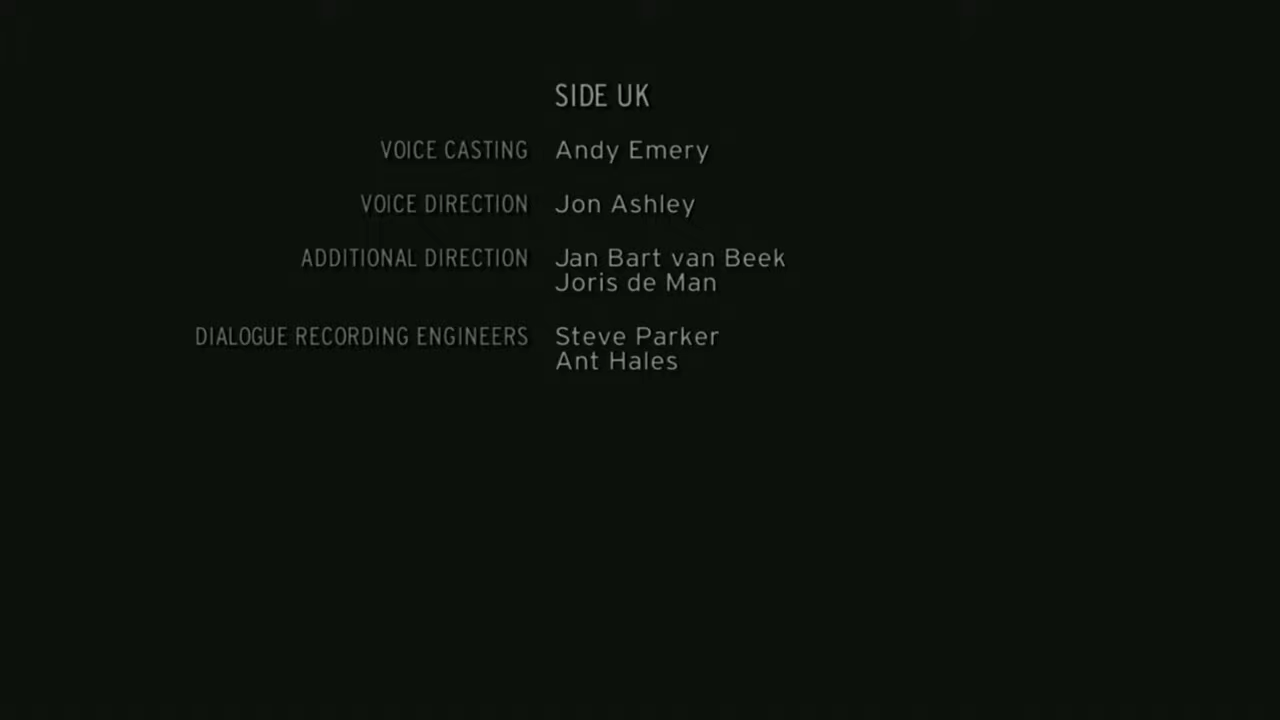 SIDE UK
VOICE CASTING Andy Emery
VOICE DIRECTION Jon Ashley
ADDITIONAL DIRECTION Jan Bart van Beek
Joris de Man
DIALOGUE RECORDING ENGINEERS Steve Parker
Ant Hales